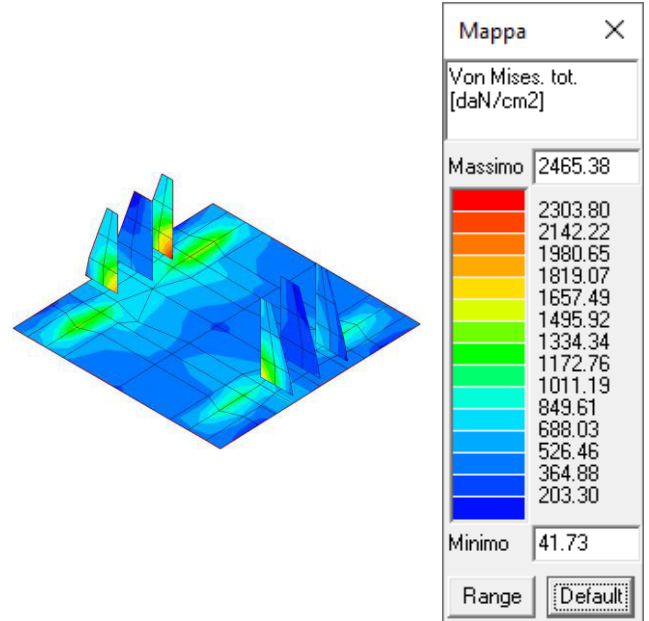 Mappa
Von Mises. tot.
[daN/cm2]
Massimo 2465.38
2303.80
2142.22
1980.65
1819.07
1657.49
1495.92
1334.34
1172.76
1011.19
849.61
688.03
526.46
364.88
203.30
Minimo 41.73
Range Default